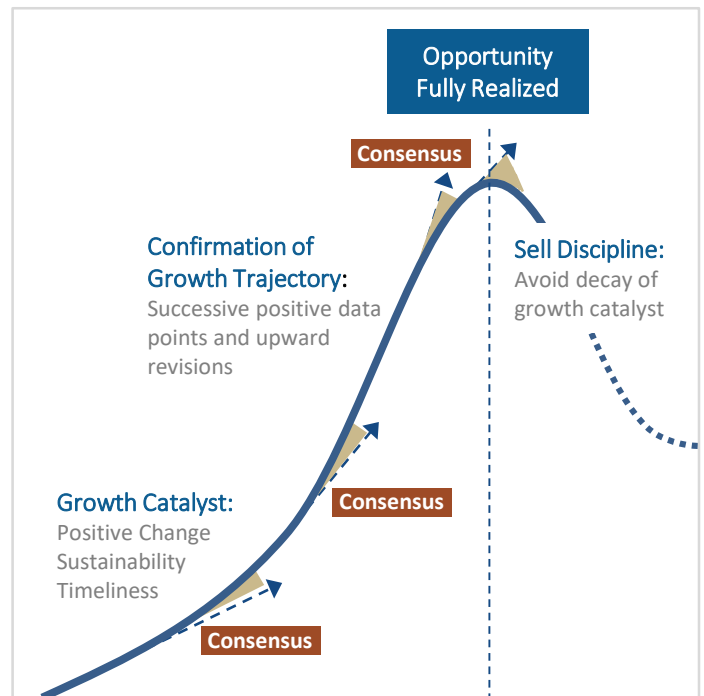 Opportunity
Fully Realized
Consensus
Confirmation of
Growth Trajectory:
Successive positive data
points and upward
revisions
Sell Discipline:
Avoid decay of
growth catalyst
Growth Catalyst:
Positive Change
Sustainability
Timeliness
Consensus
Consensus